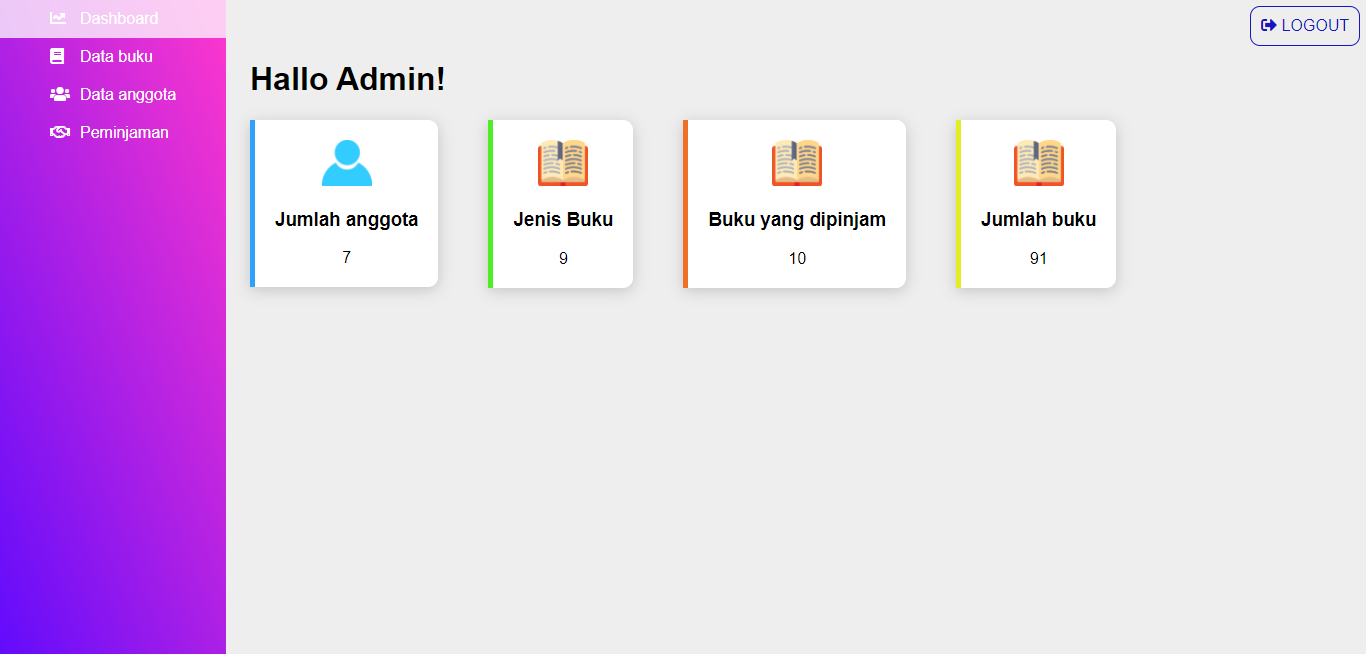 Dashboard
Data buku
Data anggota
Peminjaman
LOGOUT
Hallo Admin!
Jumlah anggota
7
Jenis Buku
9
Buku yang dipinjam
10
Jumlah buku
91